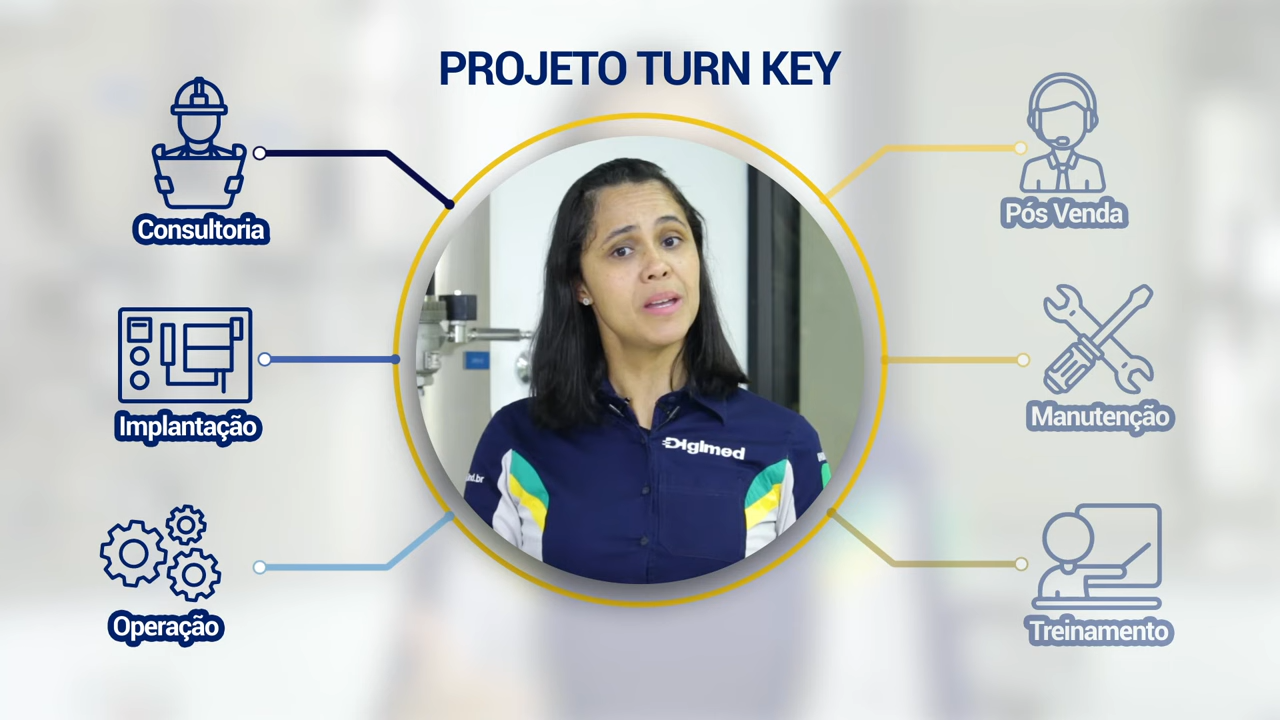 PROJETO TURN KEY
Consultoria
Pós Venda
Implantação
Manutenção
Operação
Treinamento
Digimed